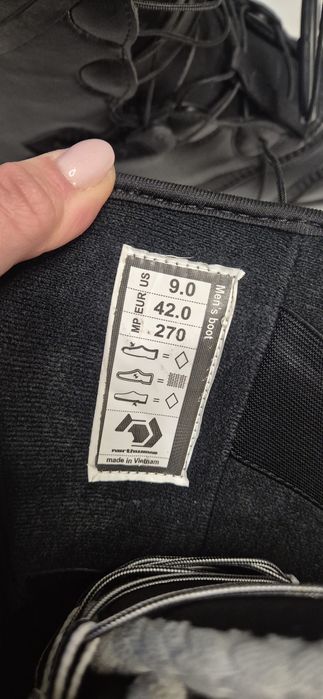 Men's boot
US 9.0
EUR 42.0
MP 270
northwave
made in Vietnam